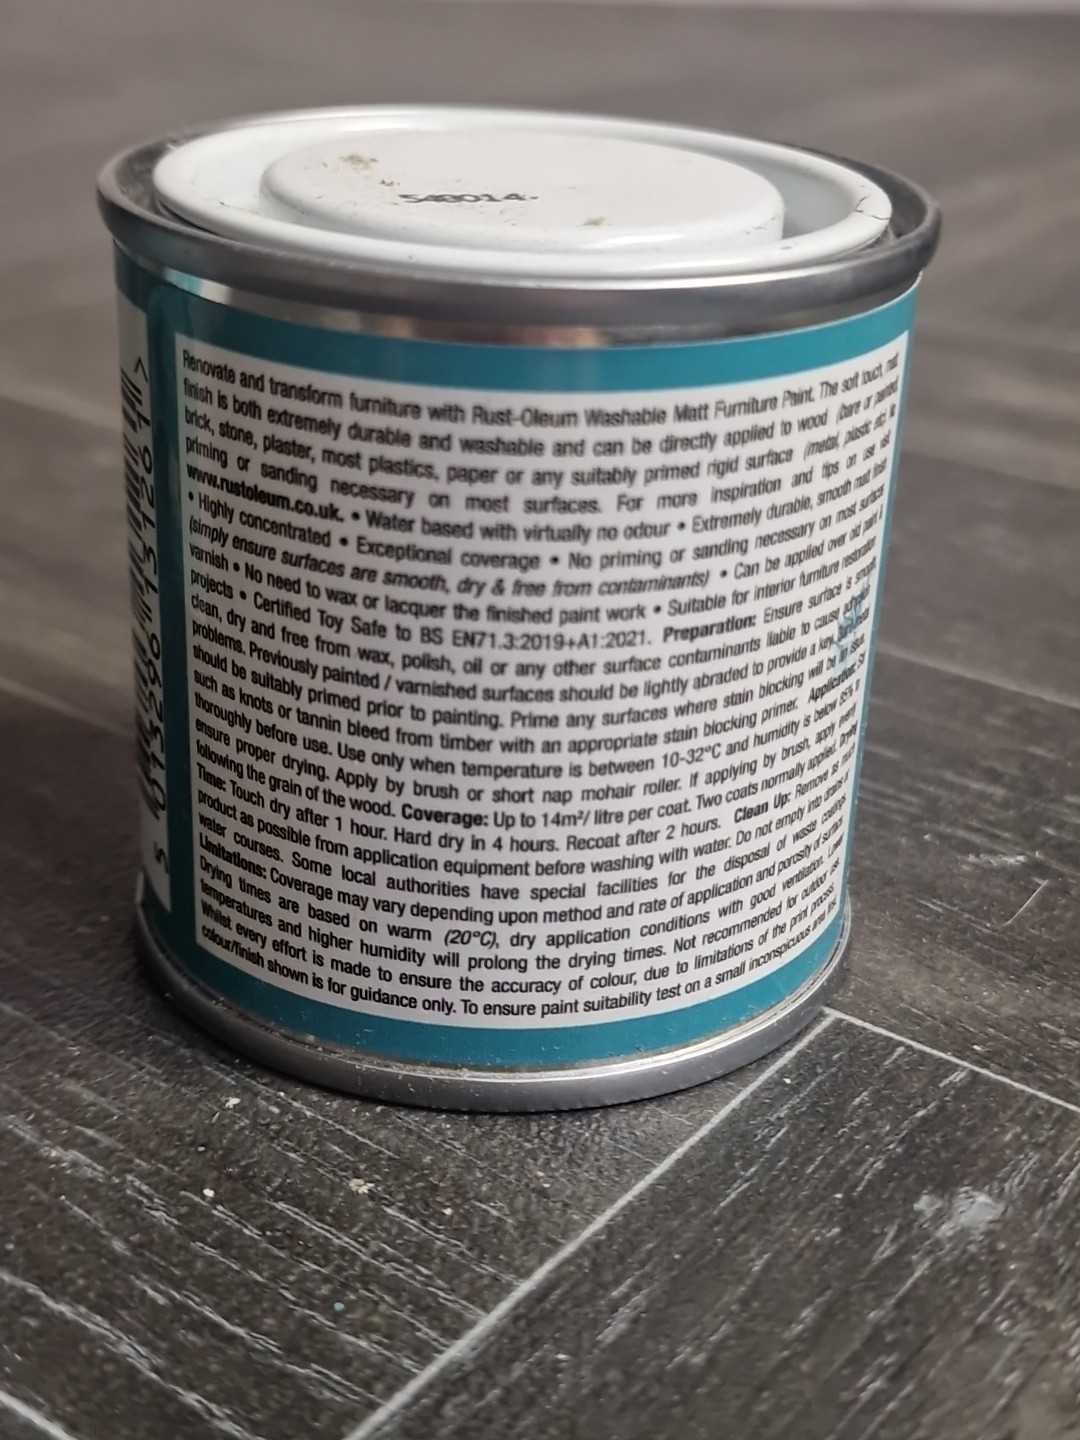 548014.
Renovate and transform furniture with Rust-Oleum Washable Matt Furniture Paint. The soft touch, matt
finish is both extremely durable and washable and can be directly applied to wood (bare or painted
brick, stone, plaster, most plastics, paper or any suitably primed rigid surface (metal, plastic etc).
priming or sanding necessary on most surfaces. For more inspiration and tips on use visit
www.rustoleum.co.uk. • Water based with virtually no odour • Extremely durable, smooth matt finish
• Highly concentrated • Exceptional coverage • No priming or sanding necessary on most surface
(simply ensure surfaces are smooth, dry & free from contaminants) • Can be applied over old paint &
varnish • No need to wax or lacquer the finished paint work • Suitable for interior furniture restoration
projects • Certified Toy Safe to BS EN71.3:2019+A1:2021. Preparation: Ensure surface is smooth,
clean, dry and free from wax, polish, oil or any other surface contaminants liable to cause adhesion
problems. Previously painted / varnished surfaces should be lightly abraded to provide a key.
should be suitably primed prior to painting. Prime any surfaces where stain blocking will be an issue
such as knots or tannin bleed from timber with an appropriate stain blocking primer. Application: Stir
thoroughly before use. Use only when temperature is between 10-32°C and humidity is below 85% to
ensure proper drying. Apply by brush or short nap mohair roller. If applying by brush, apply evenly
following the grain of the wood. Coverage: Up to 14m²/ litre per coat. Two coats normally applied. Drying
Time: Touch dry after 1 hour. Hard dry in 4 hours. Recoat after 2 hours. Clean Up: Remove as much
product as possible from application equipment before washing with water. Do not empty into drains or
water courses. Some local authorities have special facilities for the disposal of waste coatings.
Limitations: Coverage may vary depending upon method and rate of application and porosity of surface.
Drying times are based on warm (20°C), dry application conditions with good ventilation. Lower
temperatures and higher humidity will prolong the drying times. Not recommended for outdoor use.
Whilst every effort is made to ensure the accuracy of colour, due to limitations of the print process,
colour/finish shown is for guidance only. To ensure paint suitability test on a small inconspicuous area first.